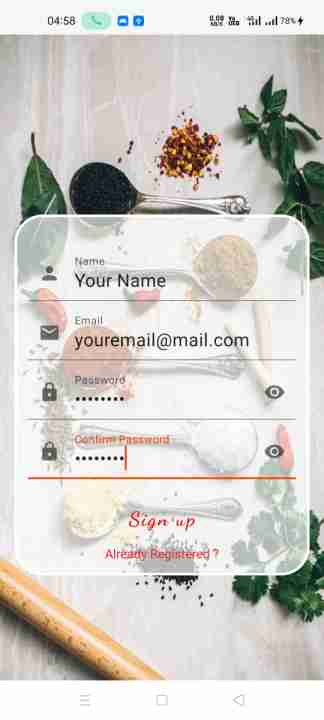 04:58
0.08
KB/S
Vo
LTE
4G
78%
Name
Your Name
Email
youremail@mail.com
Password
••••••••
Confirm Password
••••••••
Sign up
Already Registered ?